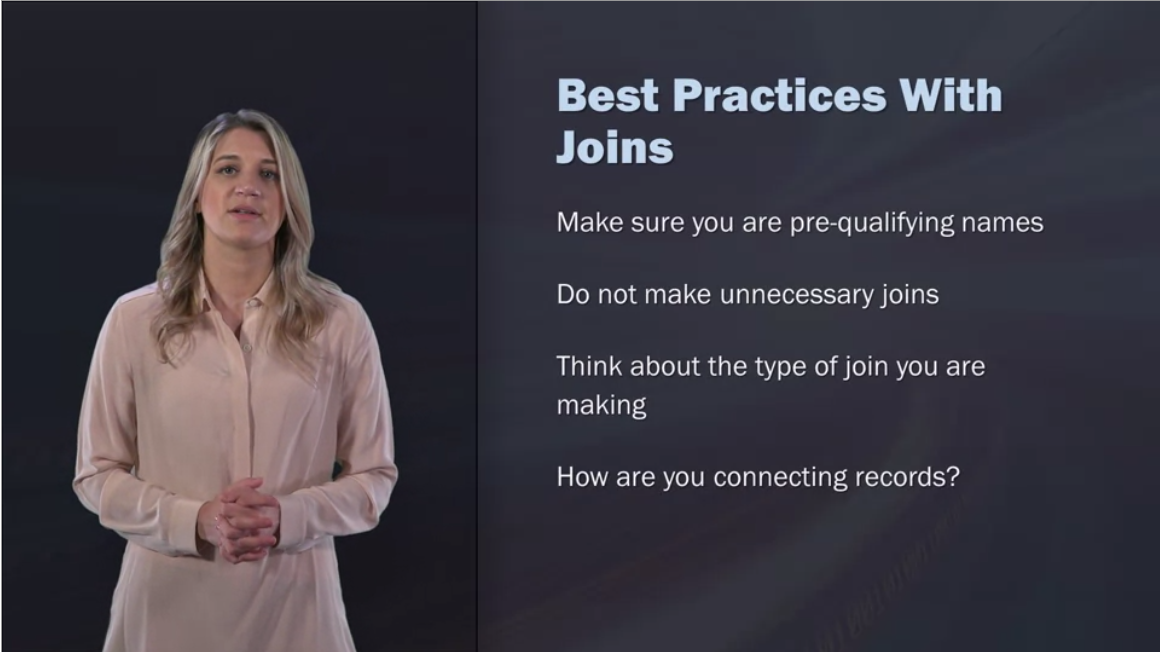 Best Practices With
Joins
Make sure you are pre-qualifying names
Do not make unnecessary joins
Think about the type of join you are
making
How are you connecting records?